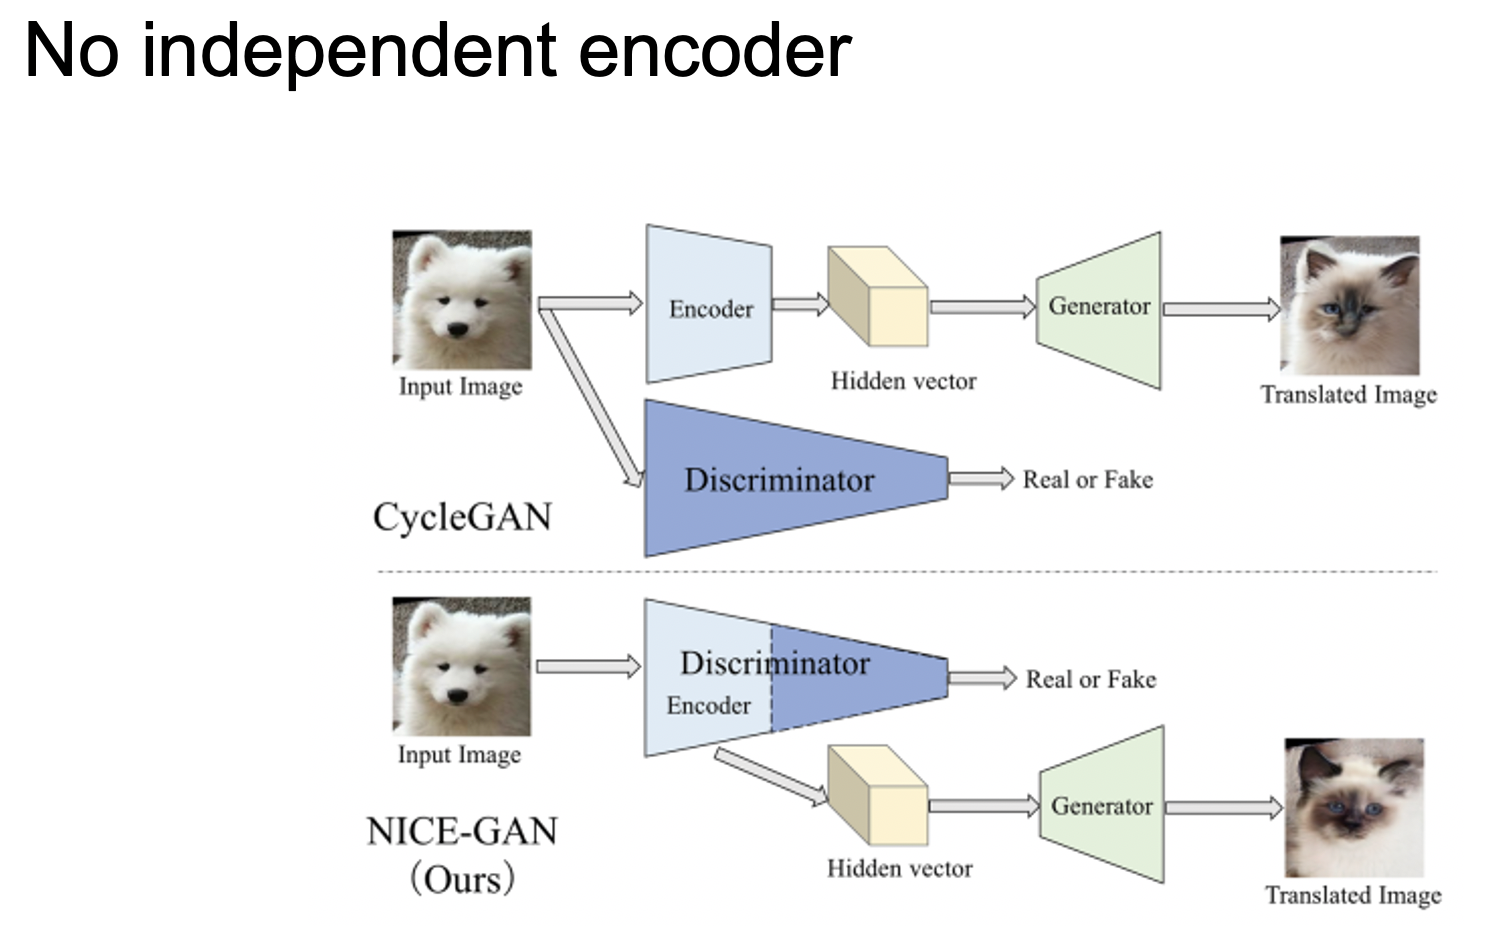 No independent encoder
Encoder
Generator
Input Image
Hidden vector
Translated Image
Discriminator
Real or Fake
CycleGAN
Discriminator
Encoder
Real or Fake
Input Image
Generator
NICE-GAN
（Ours）
Hidden vector
Translated Image